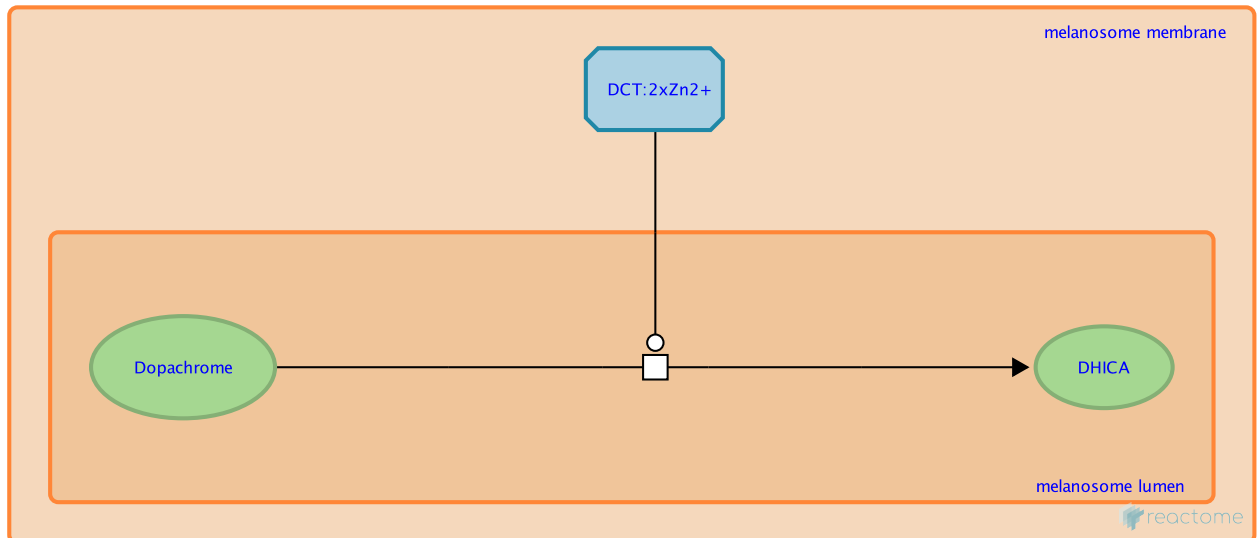 melanosome membrane
DCT:2xZn2+
Dopachrome
DHICA
melanosome lumen
reactome